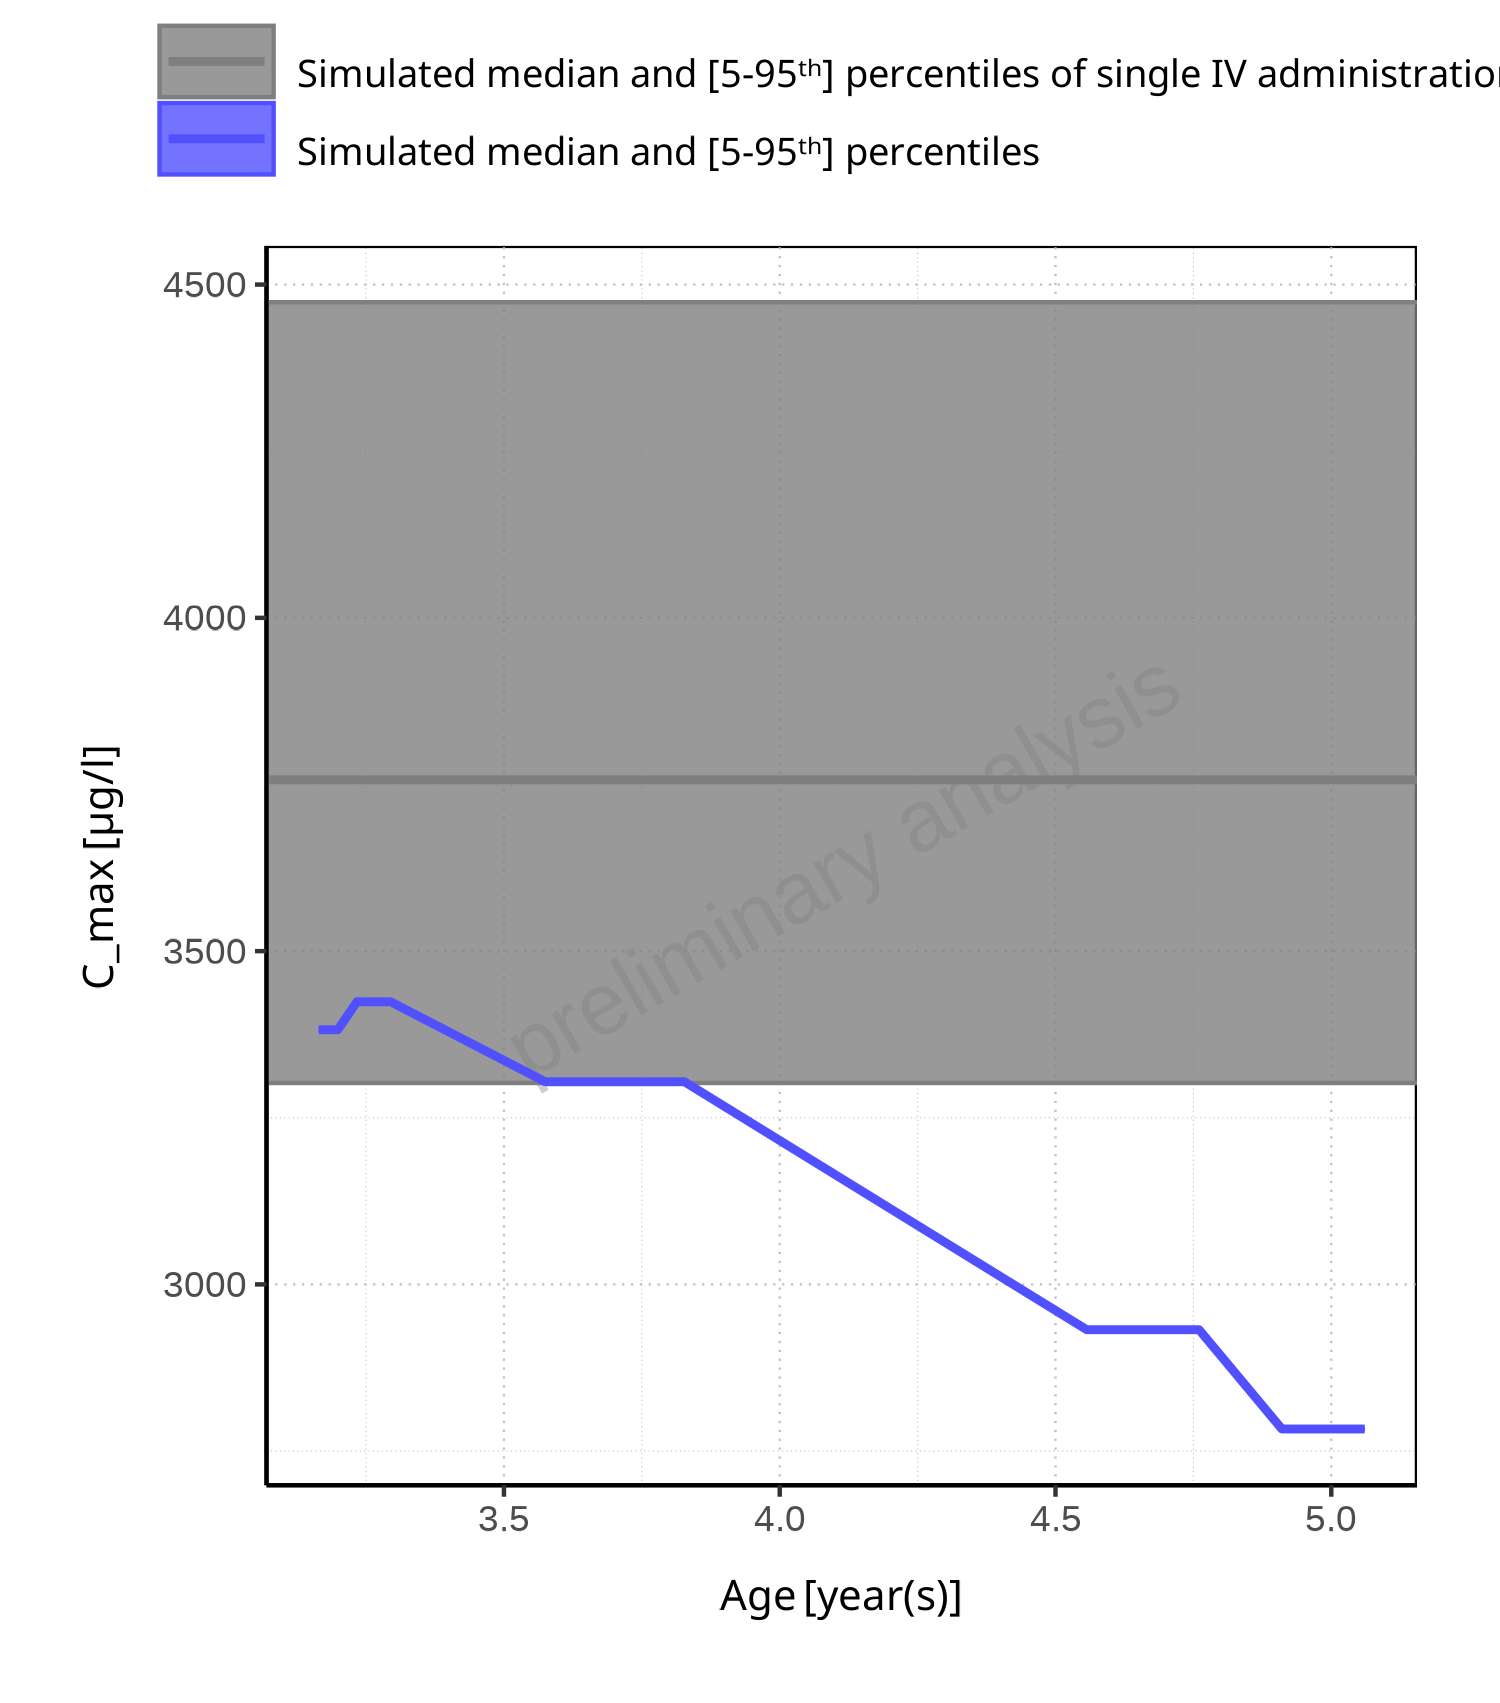 Simulated median and [5-95ᵗʰ] percentiles of single IV administratio
Simulated median and [5-95ᵗʰ] percentiles
4500
4000
3500
3000
C_max [µg/l]
preliminary analysis
3.5 4.0 4.5 5.0
Age [year(s)]